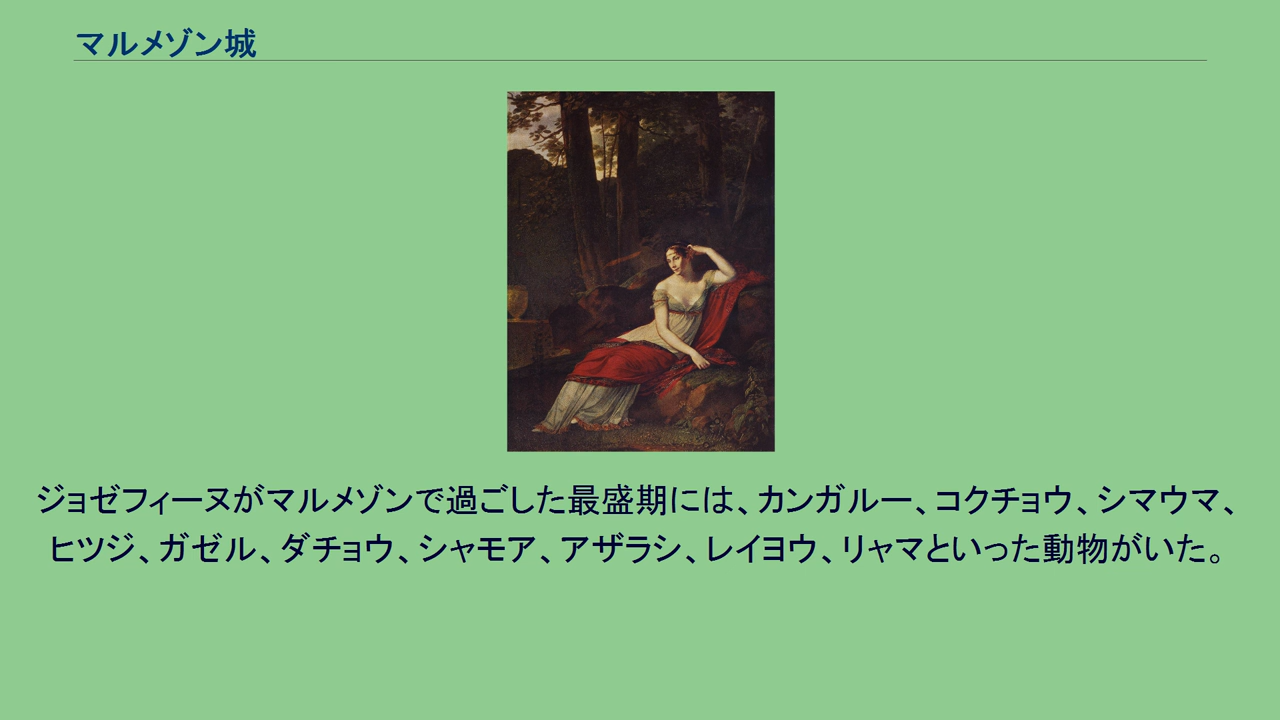 マルメゾン城
ジョゼフィーヌがマルメゾンで過ごした最盛期には、カンガルー、コクチョウ、シマウマ、
ヒツジ、ガゼル、ダチョウ、シャモア、アザラシ、レイヨウ、リャマといった動物がいた。